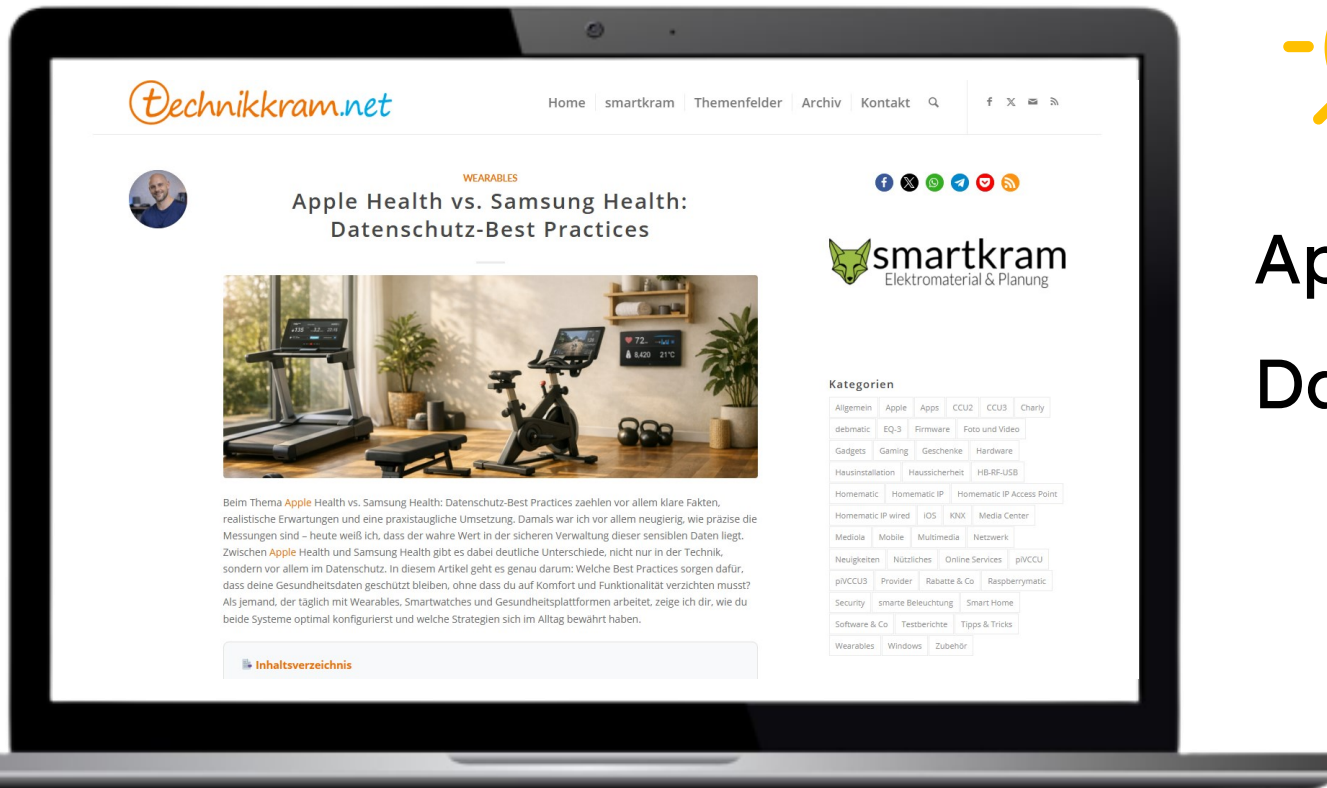 technikkram.net
Home smartkram Themenfelder Archiv Kontakt
WEARABLES
Apple Health vs. Samsung Health:
Datenschutz-Best Practices
Beim Thema Apple Health vs. Samsung Health: Datenschutz-Best Practices zaehlen vor allem klare Fakten,
realistische Erwartungen und eine praxistaugliche Umsetzung. Damals war ich vor allem neugierig, wie präzise die
Messungen sind – heute weiß ich, dass der wahre Wert in der sicheren Verwaltung dieser sensiblen Daten liegt.
Zwischen Apple Health und Samsung Health gibt es dabei deutliche Unterschiede, nicht nur in der Technik,
sondern vor allem im Datenschutz. In diesem Artikel geht es genau darum: Welche Best Practices sorgen dafür,
dass deine Gesundheitsdaten geschützt bleiben, ohne dass du auf Komfort und Funktionalität verzichten musst?
Als jemand, der täglich mit Wearables, Smartwatches und Gesundheitsplattformen arbeitet, zeige ich dir, wie du
beide Systeme optimal konfigurierst und welche Strategien sich im Alltag bewährt haben.
Inhaltsverzeichnis
smartkram
Elektromaterial & Planung
Kategorien
Allgemein Apple Apps CCU2 CCU3 Charly
debmatic EQ-3 Firmware Foto und Video
Gadgets Gaming Geschenke Hardware
Hausinstallation Haussicherheit HB-RF-USB
Homematic Homematic IP Homematic IP Access Point
Homematic IP wired iOS KNX Media Center
Mediola Mobile Multimedia Netzwerk
Neuigkeiten Nützliches Online Services piVCCU
piVCCU3 Provider Rabatte & Co Raspberrymatic
Security smarte Beleuchtung Smart Home
Software & Co Testberichte Tipps & Tricks
Wearables Windows Zubehör
72
8,420 21°C
Ap